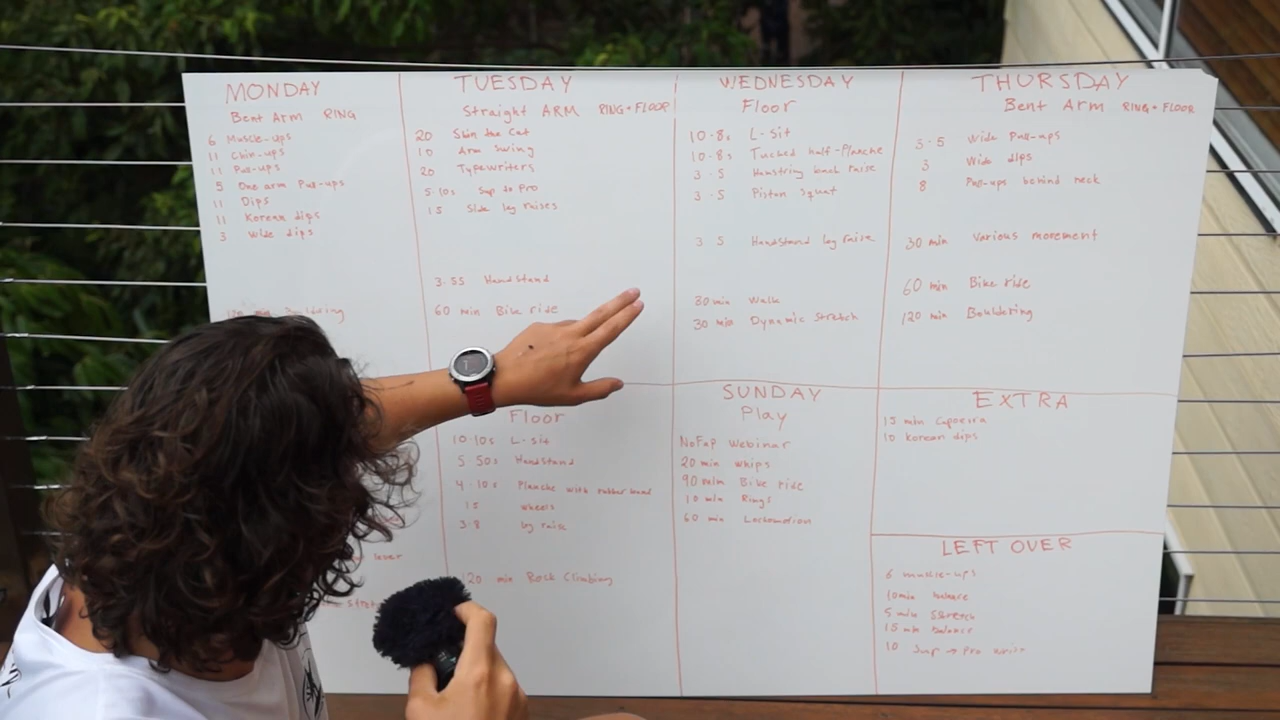 MONDAY
Bent Arm RING
6 Muscle-ups
11 Chin-ups
11 Pull-ups
5 One arm Pull-ups
11 Dips
11 Korean dips
3 Wide dips
TUESDAY
Straight ARM RING + FLOOR
20 Skin the Cat
10 Arm Swing
20 Typewriters
5·10s Sup to Pro
15 Side leg raises
3·55 Handstand
60 min Bike ride
WEDNESDAY
Floor
10·8s L-sit
10·8s Tucked half-Planche
3·5 Hamstring raise
3·5 Piston squat
3 5 Handstand leg raise
30 min Walk
30 min Dynamic Stretch
THURSDAY
Bent Arm RING + FLOOR
3·5 Wide Pull-ups
3 Wide dips
8 Pull-ups behind neck
30 min Various movement
60 min Bike ride
120 min Bouldering
lever
Floor
10·10s L-sit
5·50s Handstand
4·10s Planche with rubber band
15 wheels
3·8 leg raise
120 min Rock Climbing
SUNDAY
Play
NoFap Webinar
20 min whips
90 min Bike ride
10 min Rings
60 min Locomotion
EXTRA
15 min Capoeira
10 Korean dips
LEFT OVER
6 muscle-ups
10 min balance
5 min Stretch
15 min balance
10 Jump → Pro